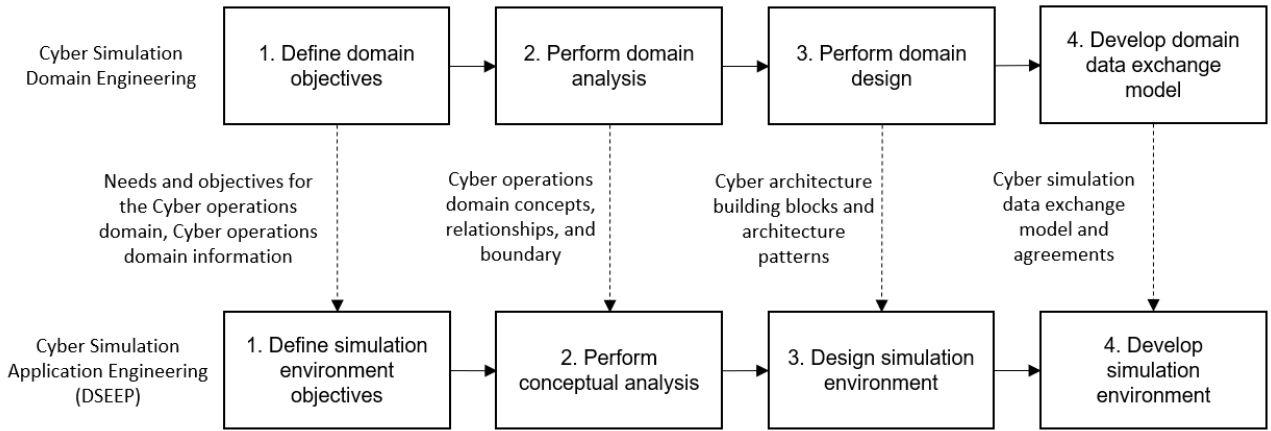 Cyber Simulation
Domain Engineering
1. Define domain
objectives
2. Perform domain
analysis
3. Perform domain
design
4. Develop domain
data exchange
model
Needs and objectives for
the Cyber operations
domain, Cyber operations
domain information
Cyber operations
domain concepts,
relationships, and
boundary
Cyber architecture
building blocks and
architecture
patterns
Cyber simulation
data exchange
model and
agreements
Cyber Simulation
Application Engineering
(DSEEP)
1. Define simulation
environment
objectives
2. Perform
conceptual analysis
3. Design simulation
environment
4. Develop
simulation
environment